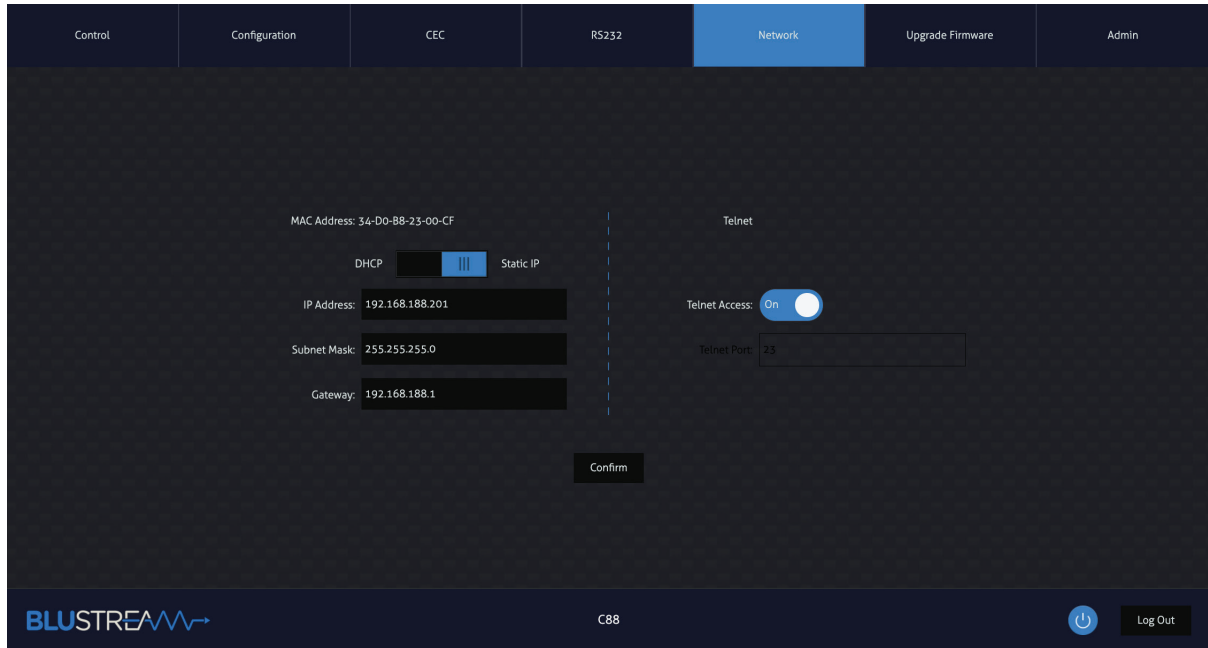 Control Configuration CEC RS232 Network Upgrade Firmware Admin
MAC Address: 34-D0-B8-23-00-CF
DHCP Static IP
IP Address: 192.168.188.201
Subnet Mask: 255.255.255.0
Gateway: 192.168.188.1
Telnet
Telnet Access: On
Telnet Port: 23
Confirm
BLUSTREAM C88 Log Out